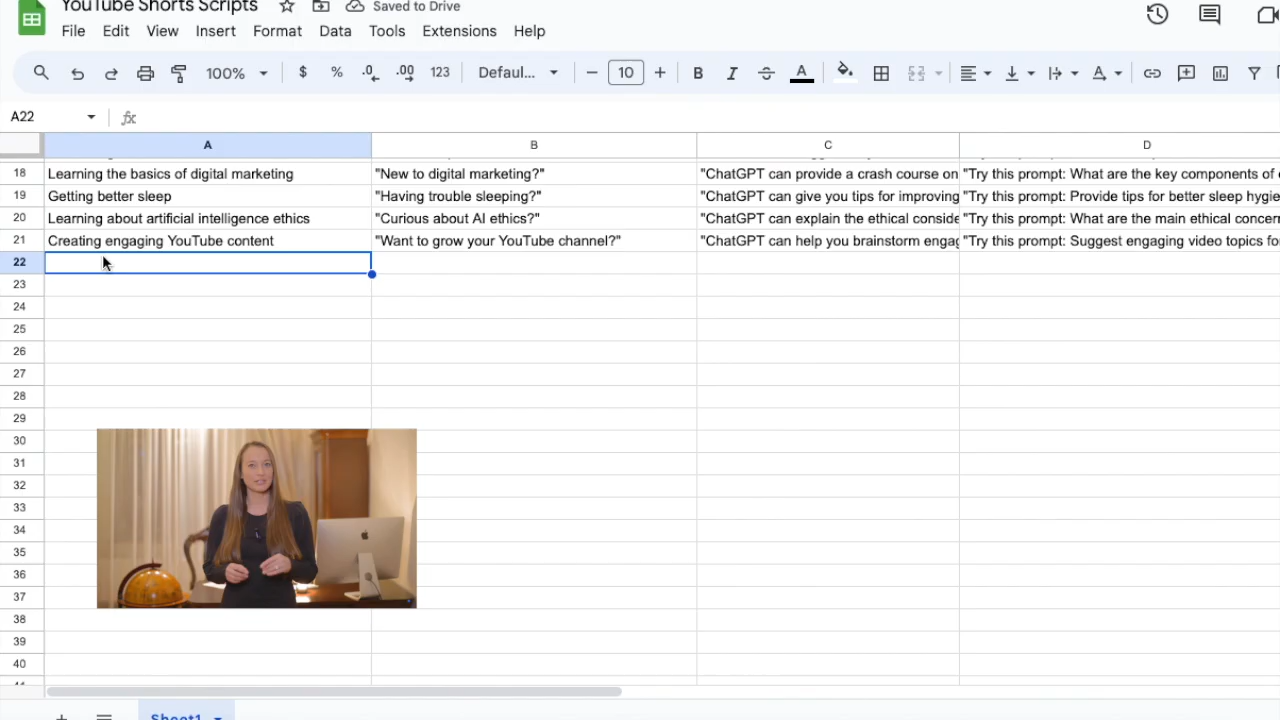 YouTube Shorts Scripts
Saved to Drive
File Edit View Insert Format Data Tools Extensions Help
100% $ % .0 .00 123 Defaul... 10 B I A A
A22 fx
A B C D
18 Learning the basics of digital marketing "New to digital marketing?" "ChatGPT can provide a crash course on "Try this prompt: What are the key components of
19 Getting better sleep "Having trouble sleeping?" "ChatGPT can give you tips for improving "Try this prompt: Provide tips for better sleep hygie
20 Learning about artificial intelligence ethics "Curious about AI ethics?" "ChatGPT can explain the ethical conside "Try this prompt: What are the main ethical concer
21 Creating engaging YouTube content "Want to grow your YouTube channel?" "ChatGPT can help you brainstorm engag "Try this prompt: Suggest engaging video topics fo
22
23
24
25
26
27
28
29
30
31
32
33
34
35
36
37
38
39
40
Sheet1